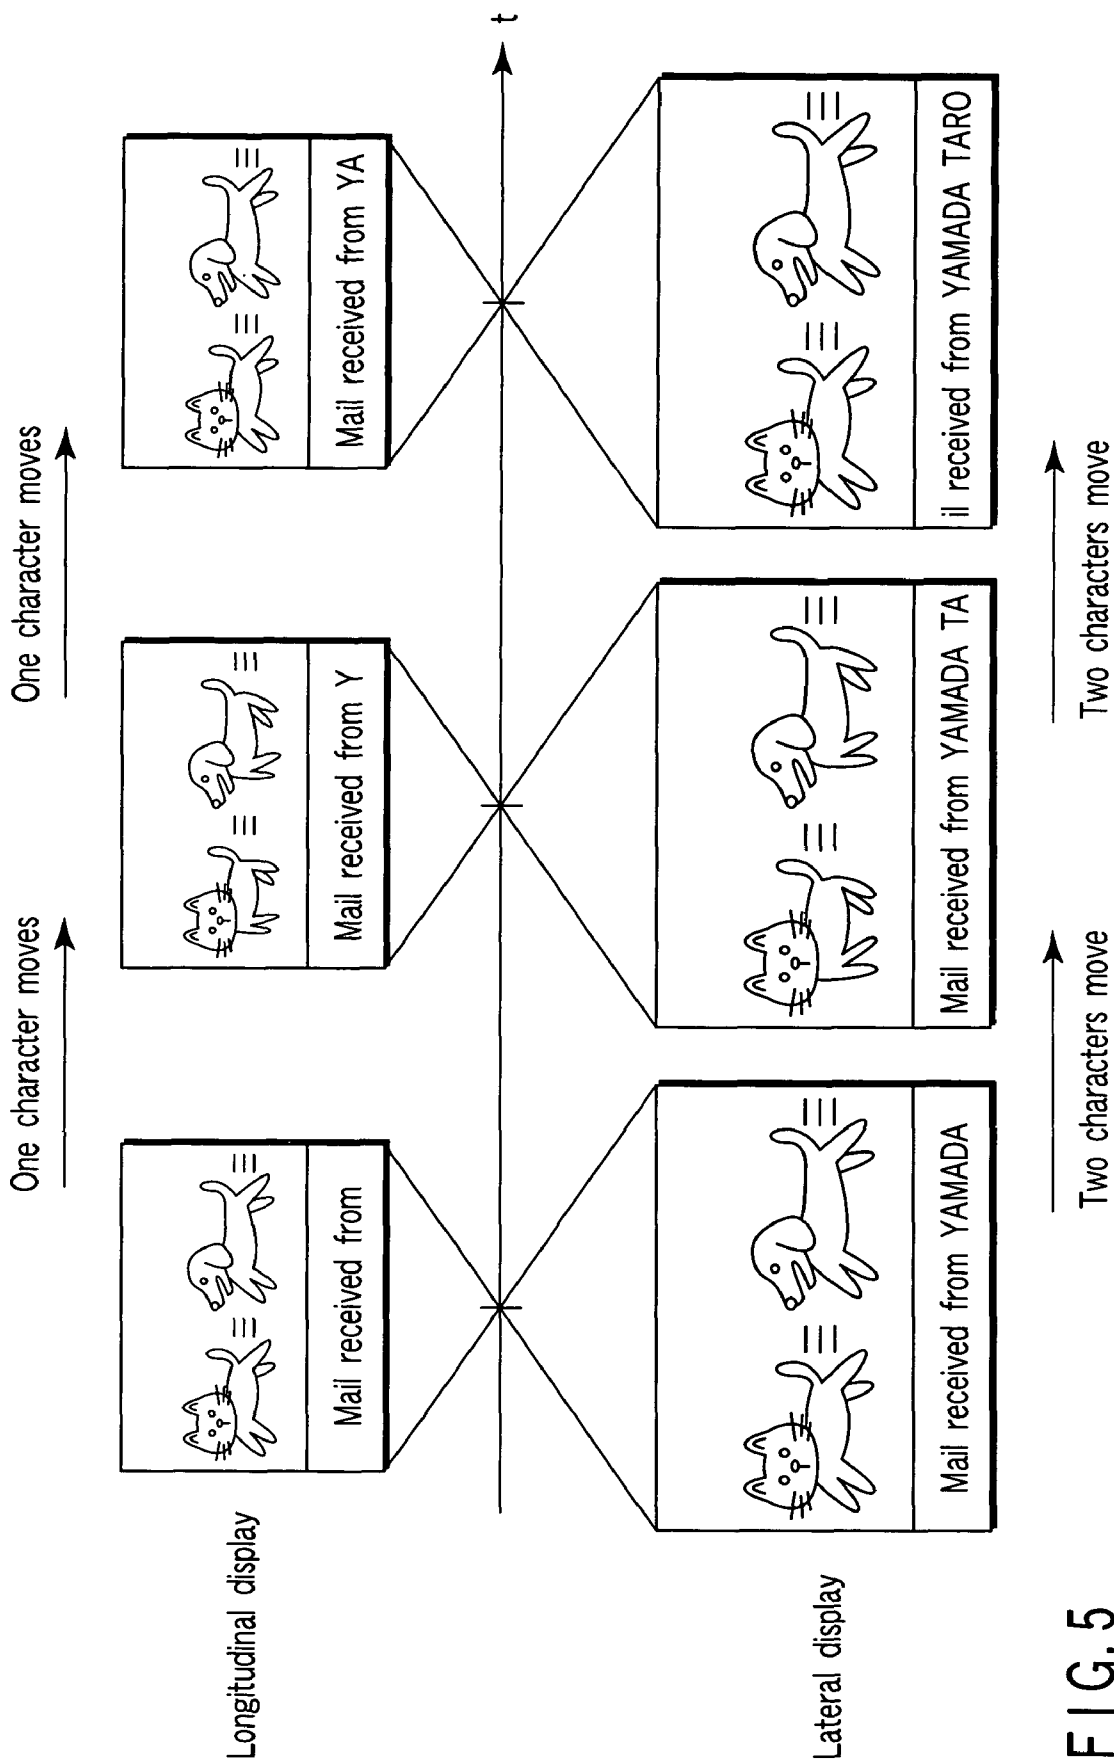 One character moves
One character moves
Longitudinal display
Mail received from
Mail received from Y
Mail received from YA
t
Lateral display
Mail received from YAMADA
Mail received from YAMADA TA
il received from YAMADA TARO
Two characters move
Two characters move
FIG. 5